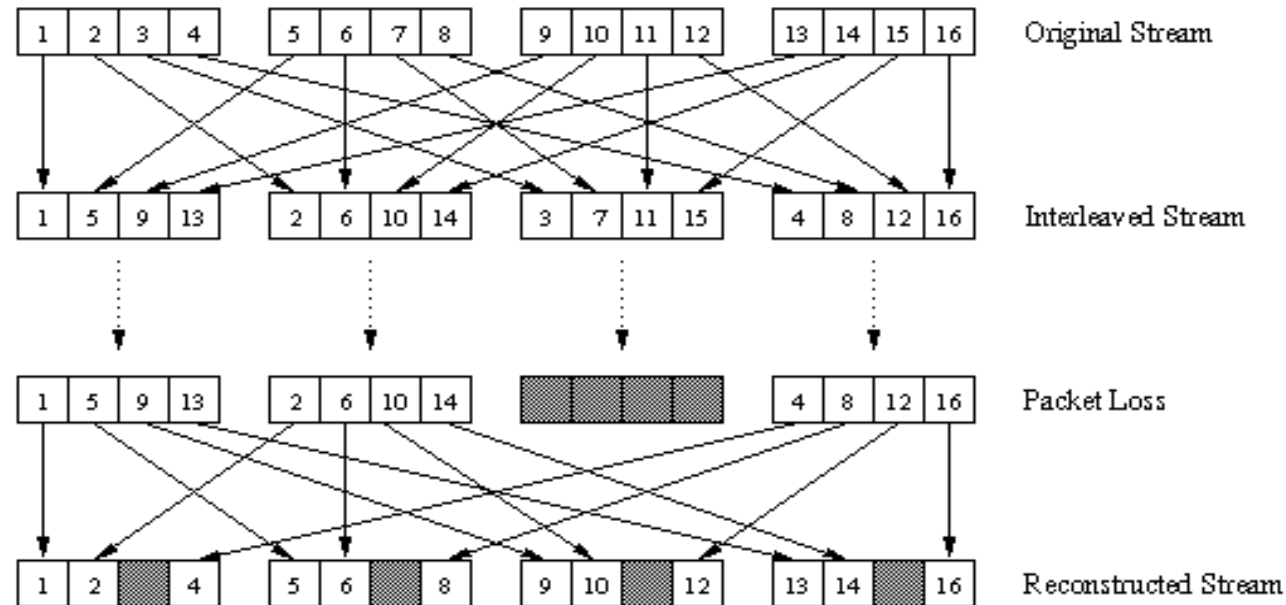 1 2 3 4 5 6 7 8 9 10 11 12 13 14 15 16 Original Stream
1 5 9 13 2 6 10 14 3 7 11 15 4 8 12 16 Interleaved Stream
1 5 9 13 2 6 10 14 4 8 12 16 Packet Loss
1 2 4 5 6 8 9 10 12 13 14 16 Reconstructed Stream